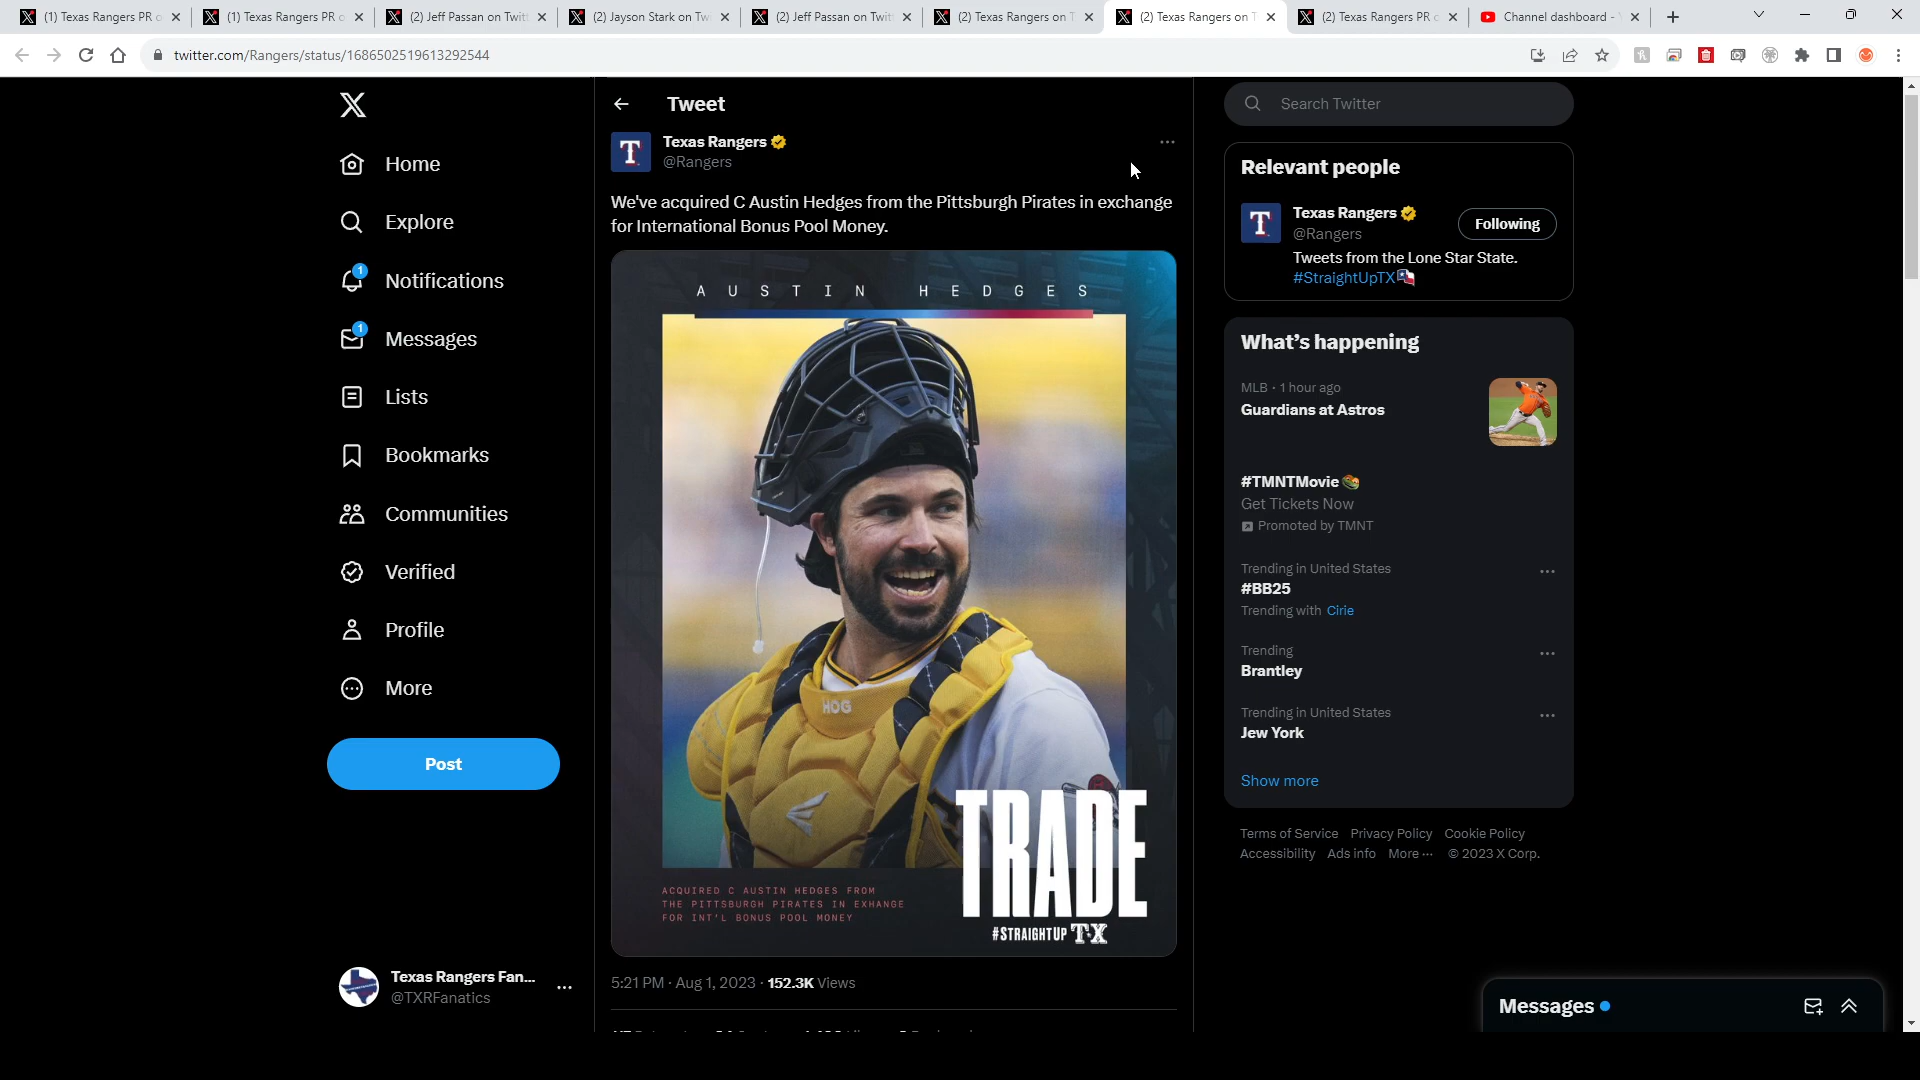 (1) Texas Rangers PR
(1) Texas Rangers PR
(2) Jeff Passan on Twit
(2) Jayson Stark on Tw
(2) Jeff Passan on Twit
(2) Texas Rangers on
(2) Texas Rangers on
(2) Texas Rangers PR
Channel dashboard -
twitter.com/Rangers/status/1686502519613292544
Home
Explore
1
Notifications
1
Messages
Lists
Bookmarks
Communities
Verified
Profile
More
Post
Texas Rangers Fan...
@TXRFanatics
Tweet
Texas Rangers
@Rangers
We've acquired C Austin Hedges from the Pittsburgh Pirates in exchange
for International Bonus Pool Money.
AUSTIN HEDGES
HOG
ACQUIRED C AUSTIN HEDGES FROM
THE PITTSBURGH PIRATES IN EXHANGE
FOR INT'L BONUS POOL MONEY
TRADE
#STRAIGHTUP TX
5:21 PM · Aug 1, 2023 · 152.3K Views
Search Twitter
Relevant people
Texas Rangers
@Rangers
Following
Tweets from the Lone Star State.
#StraightUpTX
What's happening
MLB · 1 hour ago
Guardians at Astros
#TMNTMovie
Get Tickets Now
Promoted by TMNT
Trending in United States
#BB25
Trending with Cirie
Trending
Brantley
Trending in United States
Jew York
Show more
Terms of Service Privacy Policy Cookie Policy
Accessibility Ads info More ··· © 2023 X Corp.
Messages